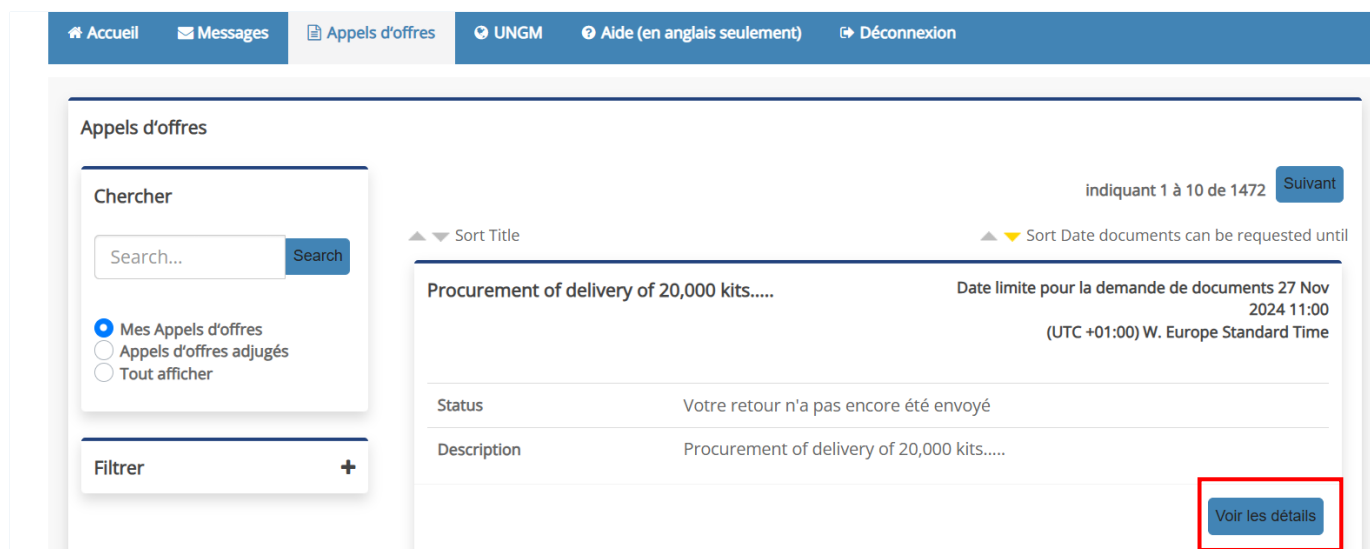 Accueil Messages Appels d'offres UNGM Aide (en anglais seulement) Déconnexion
Appels d'offres
Chercher
Search... Search
Mes Appels d'offres
Appels d'offres adjugés
Tout afficher
Filtrer
indiquant 1 à 10 de 1472 Suivant
Sort Title Sort Date documents can be requested until
Procurement of delivery of 20,000 kits.....
Date limite pour la demande de documents 27 Nov
2024 11:00
(UTC +01:00) W. Europe Standard Time
Status Votre retour n'a pas encore été envoyé
Description Procurement of delivery of 20,000 kits.....
Voir les détails